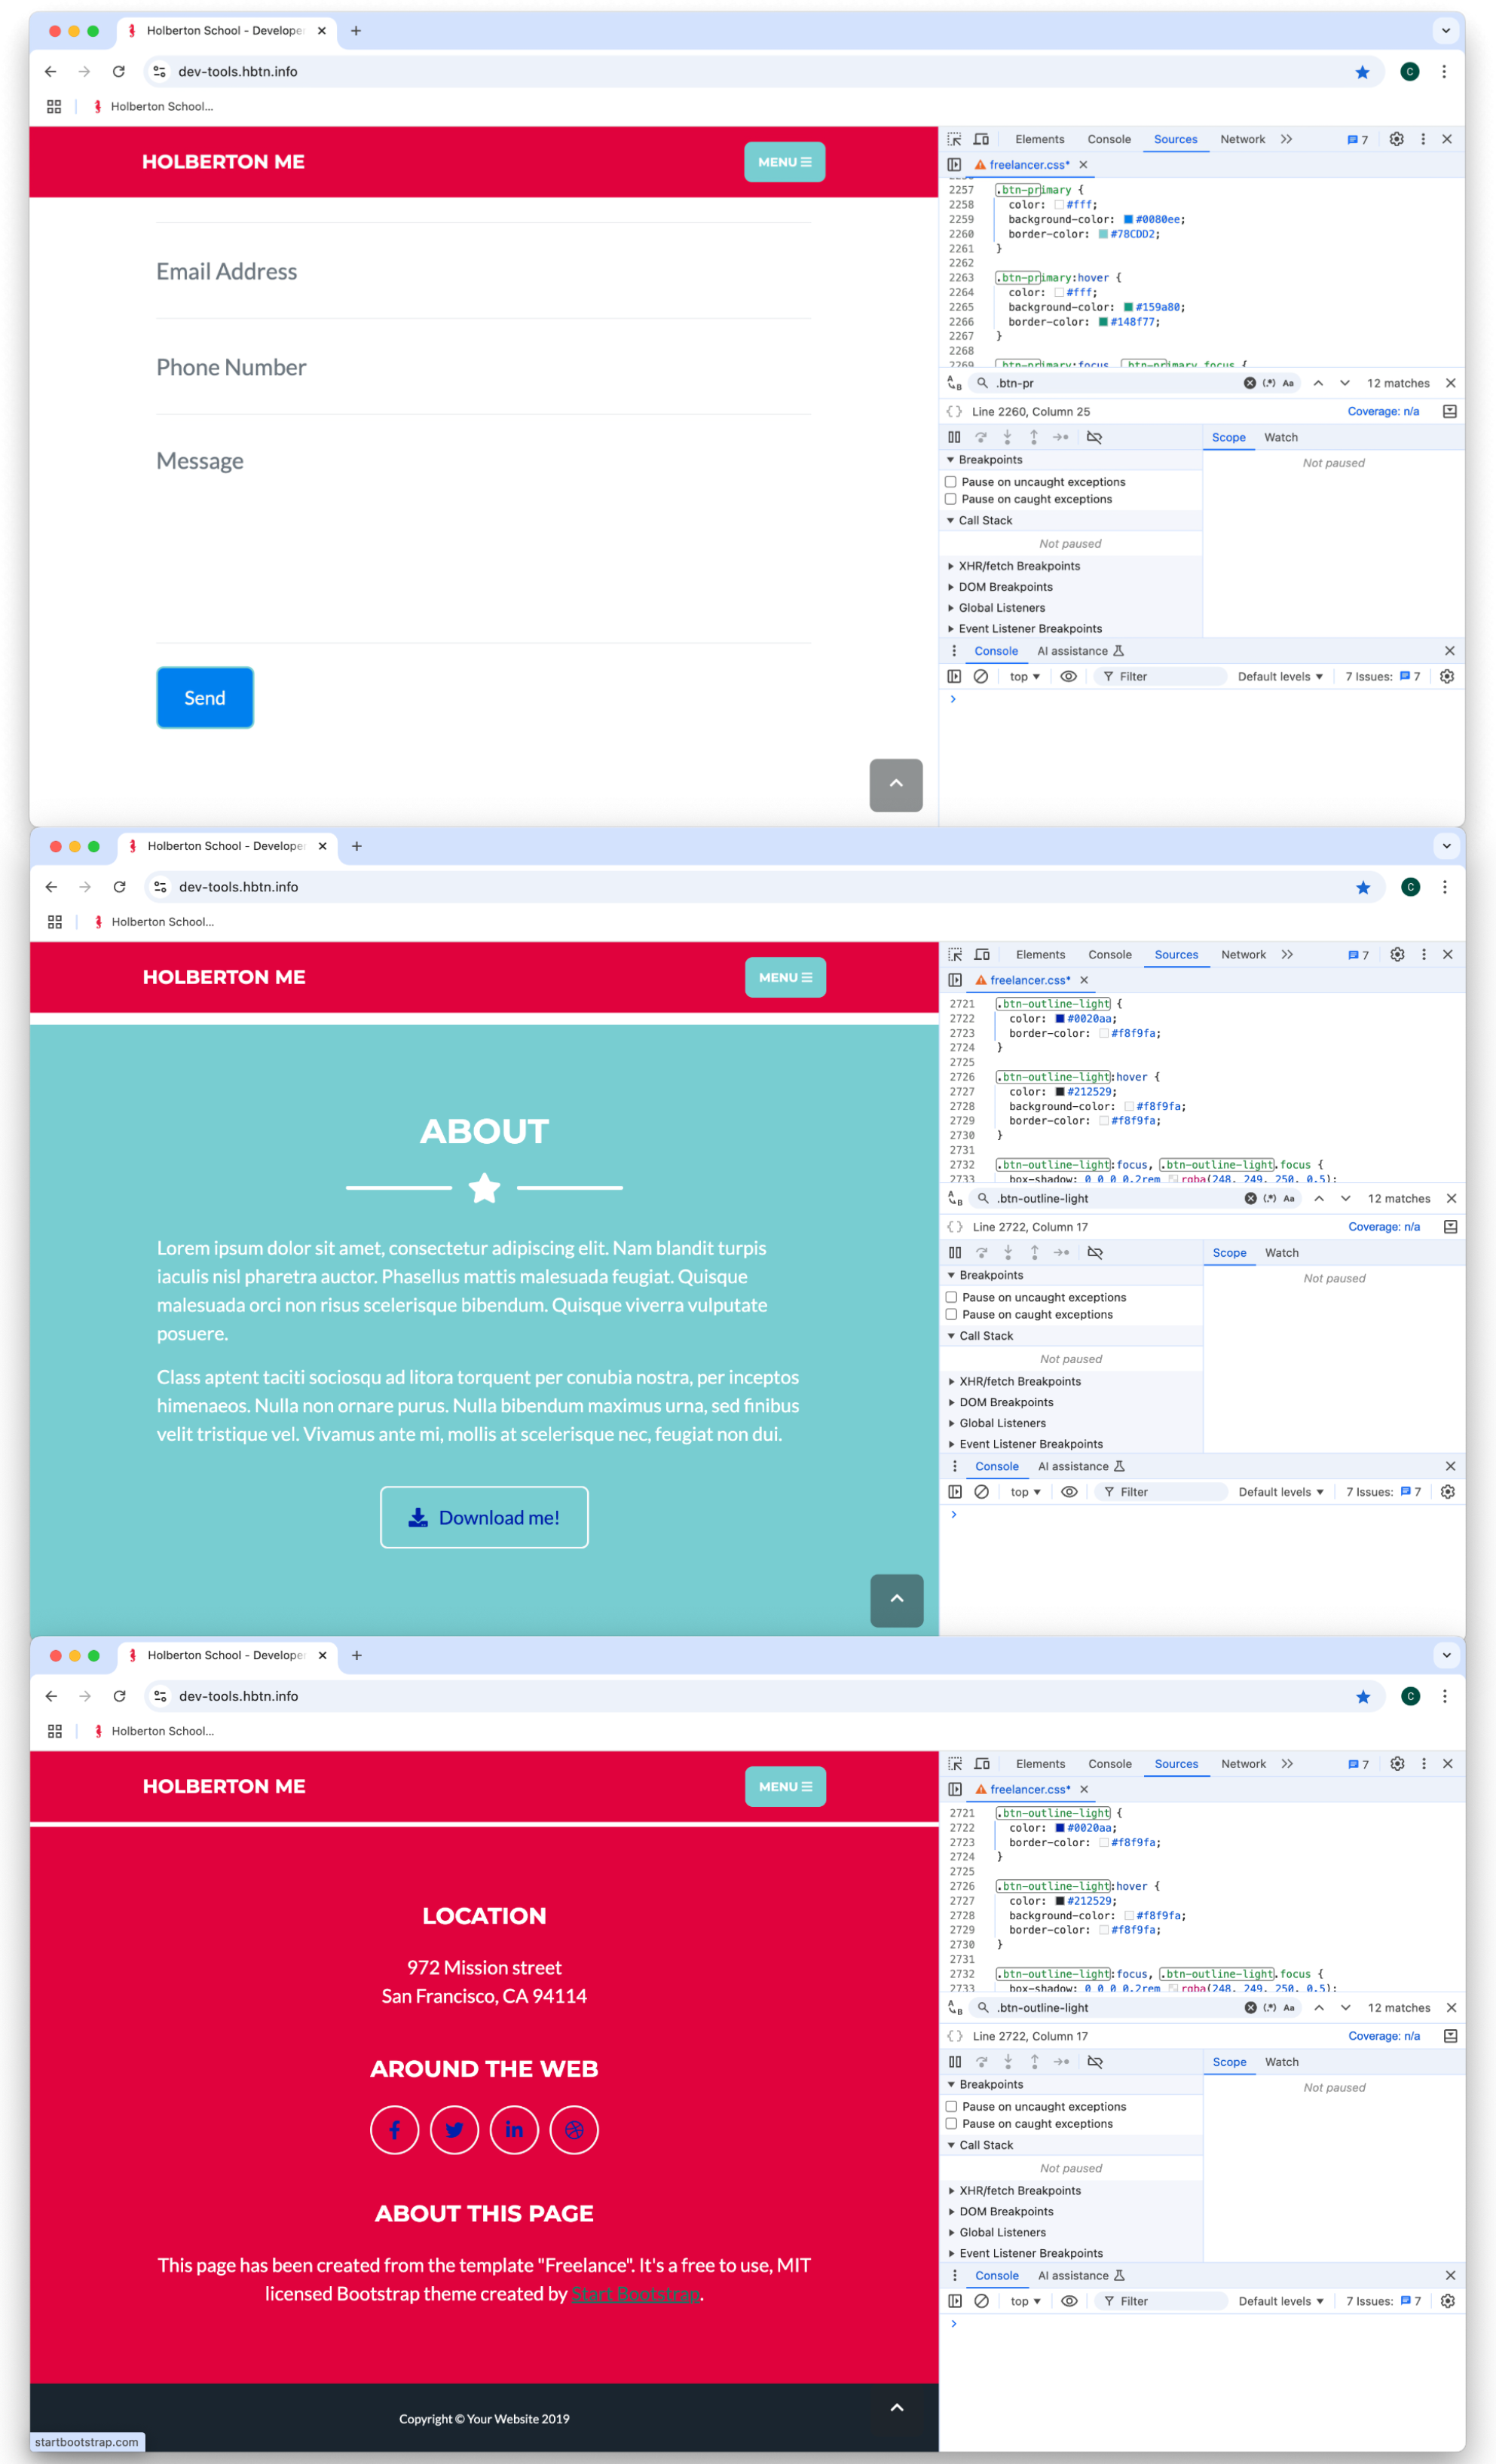 Holberton School - Develope
dev-tools.hbtn.info
Holberton School...
HOLBERTON ME
MENU
Email Address
Phone Number
Message
Send
Elements Console Sources Network 7
freelancer.css*
2257 .btn-primary {
2258 color: #fff;
2259 background-color: #0080ee;
2260 border-color: #78CDD2;
2261 }
2262
2263 .btn-primary:hover {
2264 color: #fff;
2265 background-color: #159a80;
2266 border-color: #148f77;
2267 }
2268
2269 .btn-primary:focus, .btn-primary.focus {
.btn-pr 12 matches
Line 2260, Column 25 Coverage: n/a
Scope Watch
Breakpoints
Not paused
Pause on uncaught exceptions
Pause on caught exceptions
Call Stack
Not paused
XHR/fetch Breakpoints
DOM Breakpoints
Global Listeners
Event Listener Breakpoints
Console AI assistance
top Filter Default levels 7 Issues: 7
Holberton School - Develope
dev-tools.hbtn.info
Holberton School...
HOLBERTON ME
MENU
ABOUT
Lorem ipsum dolor sit amet, consectetur adipiscing elit. Nam blandit turpis
iaculis nisl pharetra auctor. Phasellus mattis malesuada feugiat. Quisque
malesuada orci non risus scelerisque bibendum. Quisque viverra vulputate
posuere.
Class aptent taciti sociosqu ad litora torquent per conubia nostra, per inceptos
himenaeos. Nulla non ornare purus. Nulla bibendum maximus urna, sed finibus
velit tristique vel. Vivamus ante mi, mollis at scelerisque nec, feugiat non dui.
Download me!
Elements Console Sources Network 7
freelancer.css*
2721 .btn-outline-light {
2722 color: #0020aa;
2723 border-color: #f8f9fa;
2724 }
2725
2726 .btn-outline-light:hover {
2727 color: #212529;
2728 background-color: #f8f9fa;
2729 border-color: #f8f9fa;
2730 }
2731
2732 .btn-outline-light:focus, .btn-outline-light.focus {
2733 box-shadow: 0 0 0 0.2rem rgba(248, 249, 250, 0.5);
.btn-outline-light 12 matches
Line 2722, Column 17 Coverage: n/a
Scope Watch
Breakpoints
Not paused
Pause on uncaught exceptions
Pause on caught exceptions
Call Stack
Not paused
XHR/fetch Breakpoints
DOM Breakpoints
Global Listeners
Event Listener Breakpoints
Console AI assistance
top Filter Default levels 7 Issues: 7
Holberton School - Develope
dev-tools.hbtn.info
Holberton School...
HOLBERTON ME
MENU
LOCATION
972 Mission street
San Francisco, CA 94114
AROUND THE WEB
ABOUT THIS PAGE
This page has been created from the template "Freelance". It's a free to use, MIT
licensed Bootstrap theme created by Start Bootstrap.
Copyright © Your Website 2019
startbootstrap.com
Elements Console Sources Network 7
freelancer.css*
2721 .btn-outline-light {
2722 color: #0020aa;
2723 border-color: #f8f9fa;
2724 }
2725
2726 .btn-outline-light:hover {
2727 color: #212529;
2728 background-color: #f8f9fa;
2729 border-color: #f8f9fa;
2730 }
2731
2732 .btn-outline-light:focus, .btn-outline-light.focus {
2733 box-shadow: 0 0 0 0.2rem rgba(248, 249, 250, 0.5);
.btn-outline-light 12 matches
Line 2722, Column 17 Coverage: n/a
Scope Watch
Breakpoints
Not paused
Pause on uncaught exceptions
Pause on caught exceptions
Call Stack
Not paused
XHR/fetch Breakpoints
DOM Breakpoints
Global Listeners
Event Listener Breakpoints
Console AI assistance
top Filter Default levels 7 Issues: 7